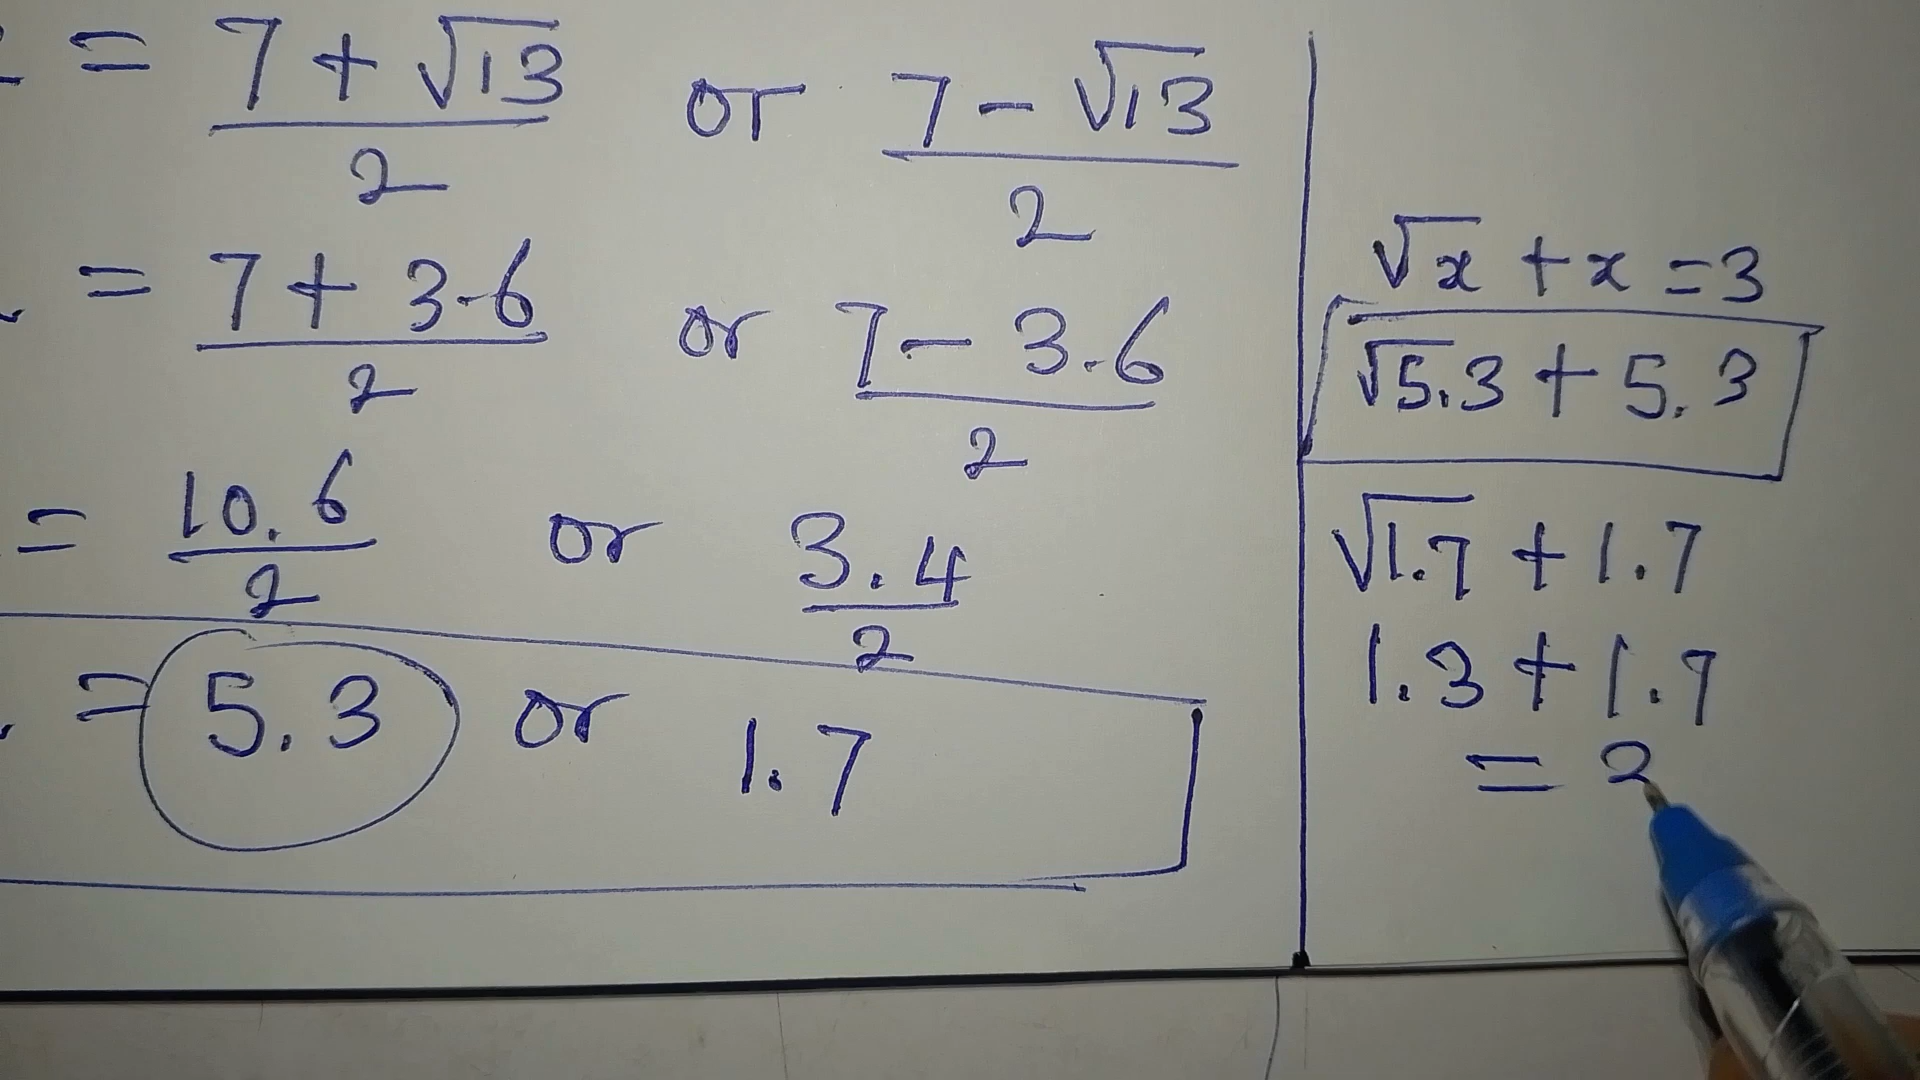 = 7 + √13 / 2 or 7 - √13 / 2
= 7 + 3.6 / 2 or 7 - 3.6 / 2
= 10.6 / 2 or 3.4 / 2
= 5.3 or 1.7
√x + x = 3
√5.3 + 5.3
√1.7 + 1.7
1.3 + 1.7
=